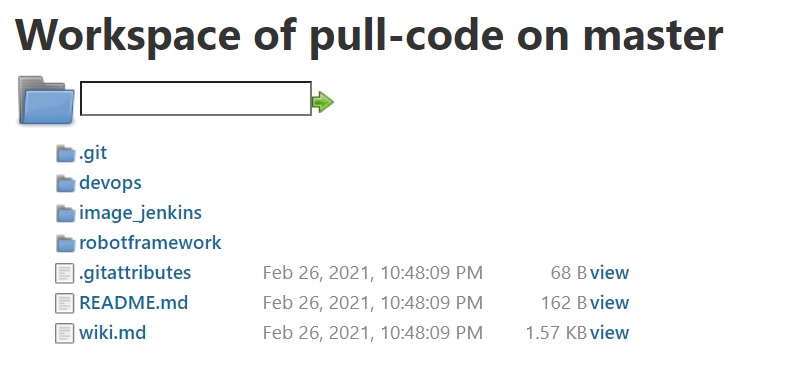 Workspace of pull-code on master
.git
devops
image_jenkins
robotframework
.gitattributes Feb 26, 2021, 10:48:09 PM 68 B view
README.md Feb 26, 2021, 10:48:09 PM 162 B view
wiki.md Feb 26, 2021, 10:48:09 PM 1.57 KB view